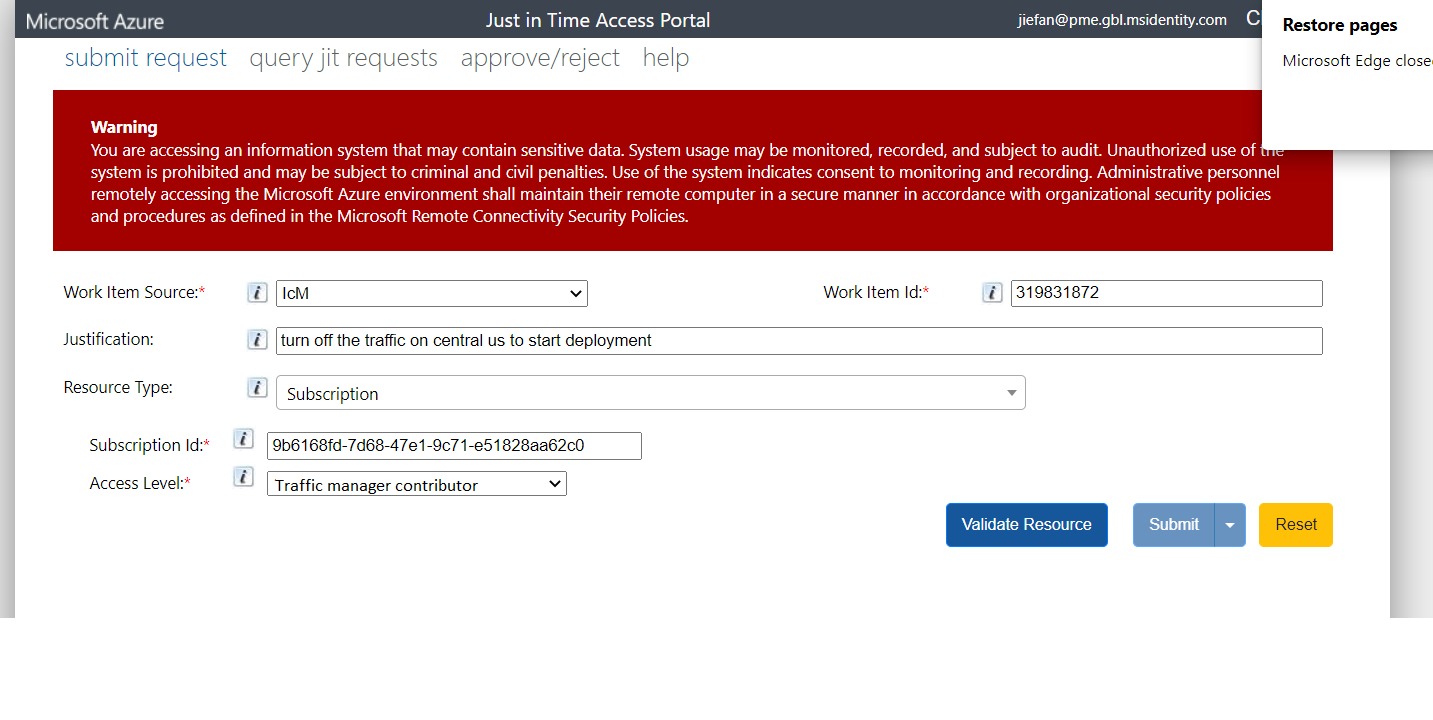 Microsoft Azure
Just in Time Access Portal
jiefan@pme.gbl.msidentity.com
Restore pages
Microsoft Edge close
submit request query jit requests approve/reject help
Warning
You are accessing an information system that may contain sensitive data. System usage may be monitored, recorded, and subject to audit. Unauthorized use of the
system is prohibited and may be subject to criminal and civil penalties. Use of the system indicates consent to monitoring and recording. Administrative personnel
remotely accessing the Microsoft Azure environment shall maintain their remote computer in a secure manner in accordance with organizational security policies
and procedures as defined in the Microsoft Remote Connectivity Security Policies.
Work Item Source:* i IcM Work Item Id:* i 319831872
Justification: i turn off the traffic on central us to start deployment
Resource Type: i Subscription
Subscription Id:* i 9b6168fd-7d68-47e1-9c71-e51828aa62c0
Access Level:* i Traffic manager contributor
Validate Resource Submit Reset